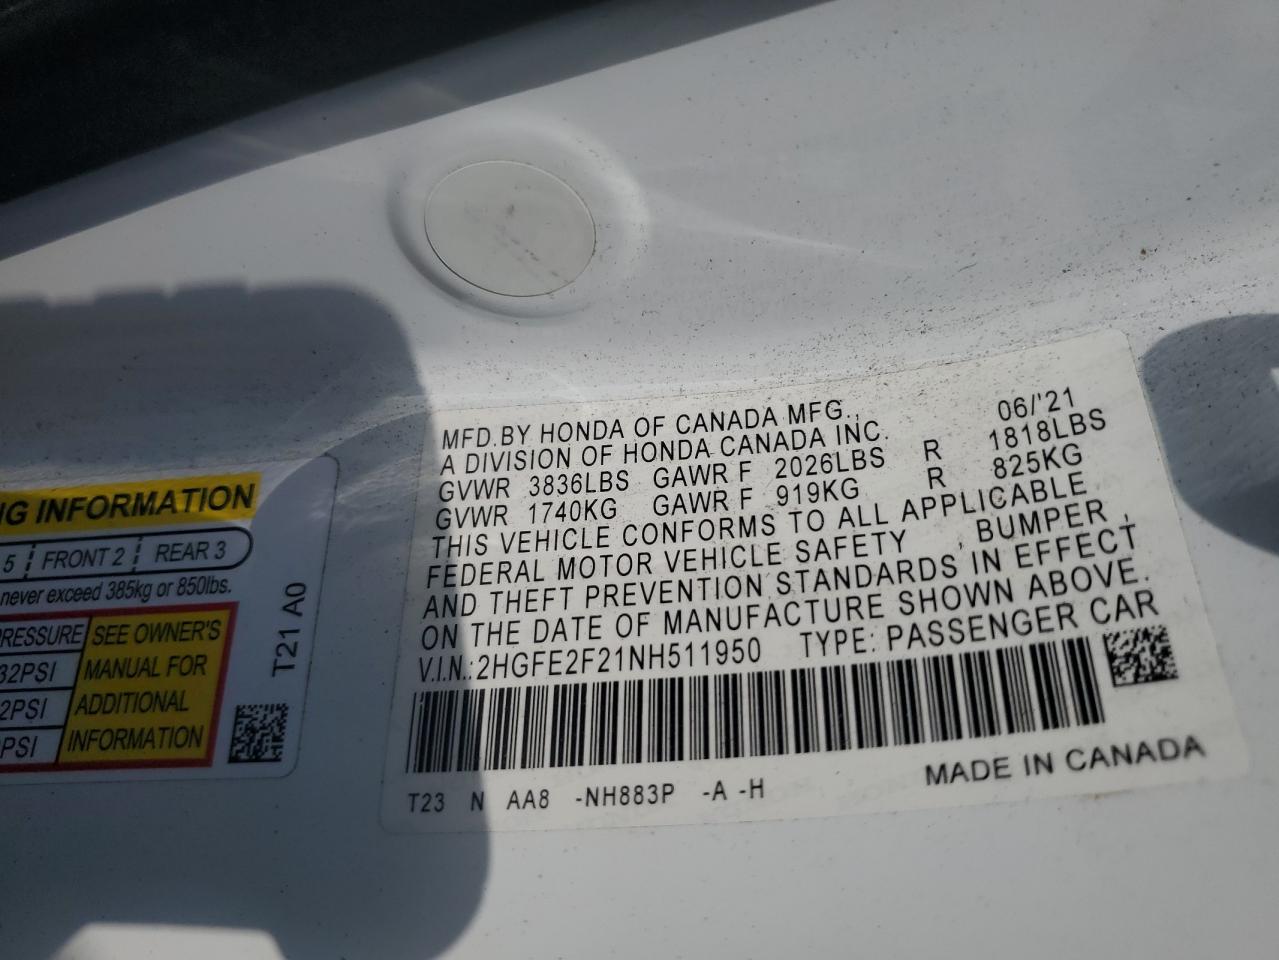 MFD.BY HONDA OF CANADA MFG., 06/'21
A DIVISION OF HONDA CANADA INC.
GVWR 3836LBS GAWR F 2026LBS R 1818LBS
GVWR 1740KG GAWR F 919KG R 825KG
THIS VEHICLE CONFORMS TO ALL APPLICABLE
FEDERAL MOTOR VEHICLE SAFETY , BUMPER ,
AND THEFT PREVENTION STANDARDS IN EFFECT
ON THE DATE OF MANUFACTURE SHOWN ABOVE.
V.I.N.:2HGFE2F21NH511950 TYPE: PASSENGER CAR
T23 N AA8 -NH883P -A -H MADE IN CANADA
NG INFORMATION
5 FRONT 2 REAR 3
never exceed 385kg or 850lbs.
PRESSURE SEE OWNER'S
32PSI MANUAL FOR
2PSI ADDITIONAL
PSI INFORMATION
T21 A0